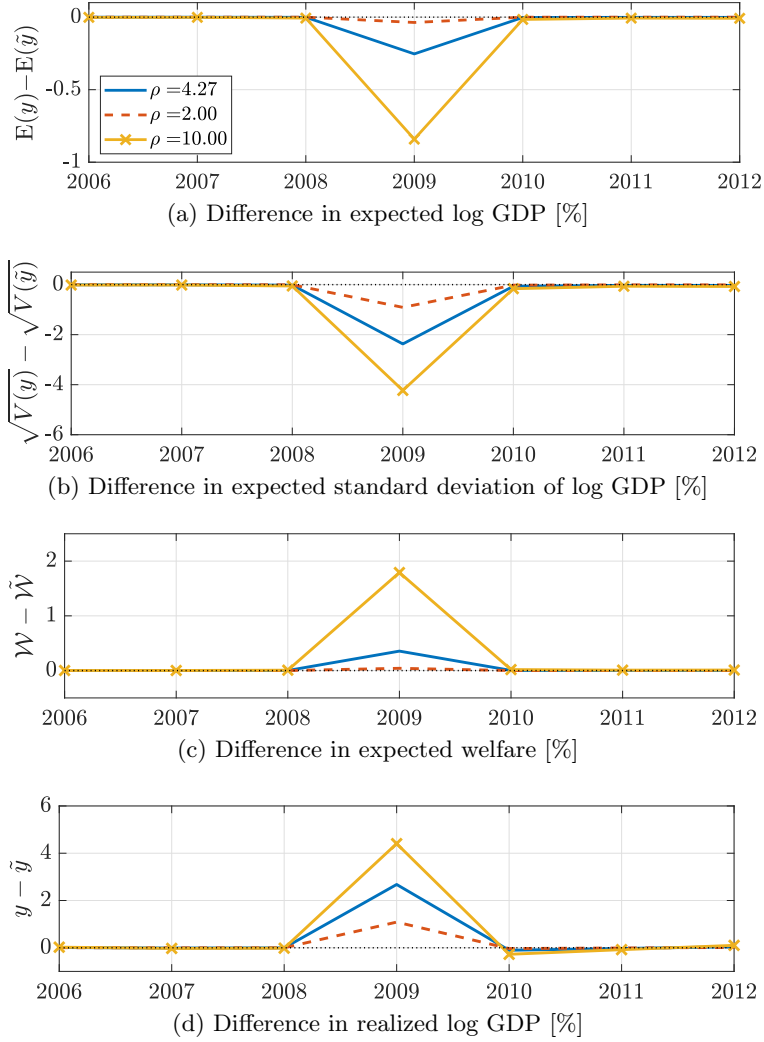 E(y)−E(ỹ)
0
-0.5
-1
ρ =4.27
ρ =2.00
ρ =10.00
2006 2007 2008 2009 2010 2011 2012
(a) Difference in expected log GDP [%]
√V(y) − √V(ỹ)
0
-2
-4
-6
2006 2007 2008 2009 2010 2011 2012
(b) Difference in expected standard deviation of log GDP [%]
𝒲 − 𝒲̃
2
1
0
2006 2007 2008 2009 2010 2011 2012
(c) Difference in expected welfare [%]
y − ỹ
6
4
2
0
2006 2007 2008 2009 2010 2011 2012
(d) Difference in realized log GDP [%]